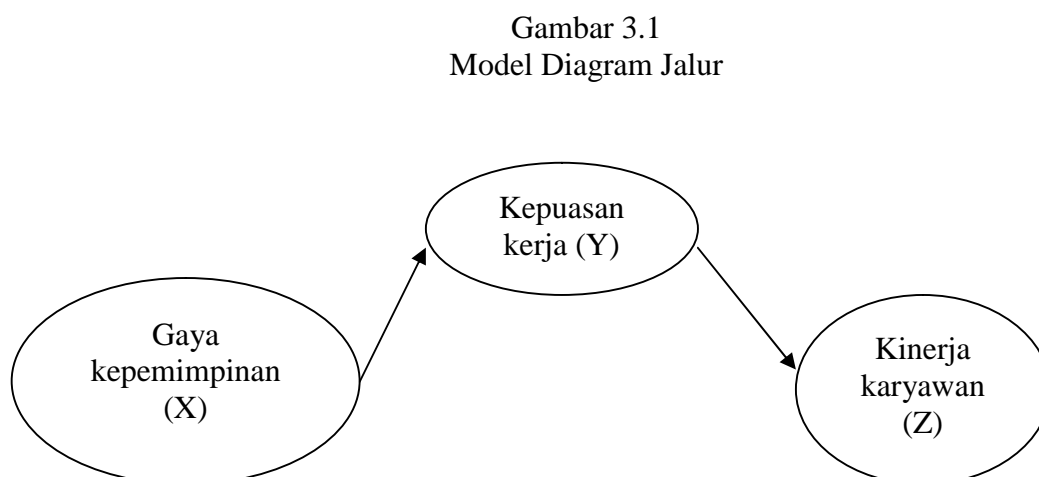 Gambar 3.1
Model Diagram Jalur
Kepuasan
kerja (Y)
Gaya
kepemimpinan
(X)
Kinerja
karyawan
(Z)